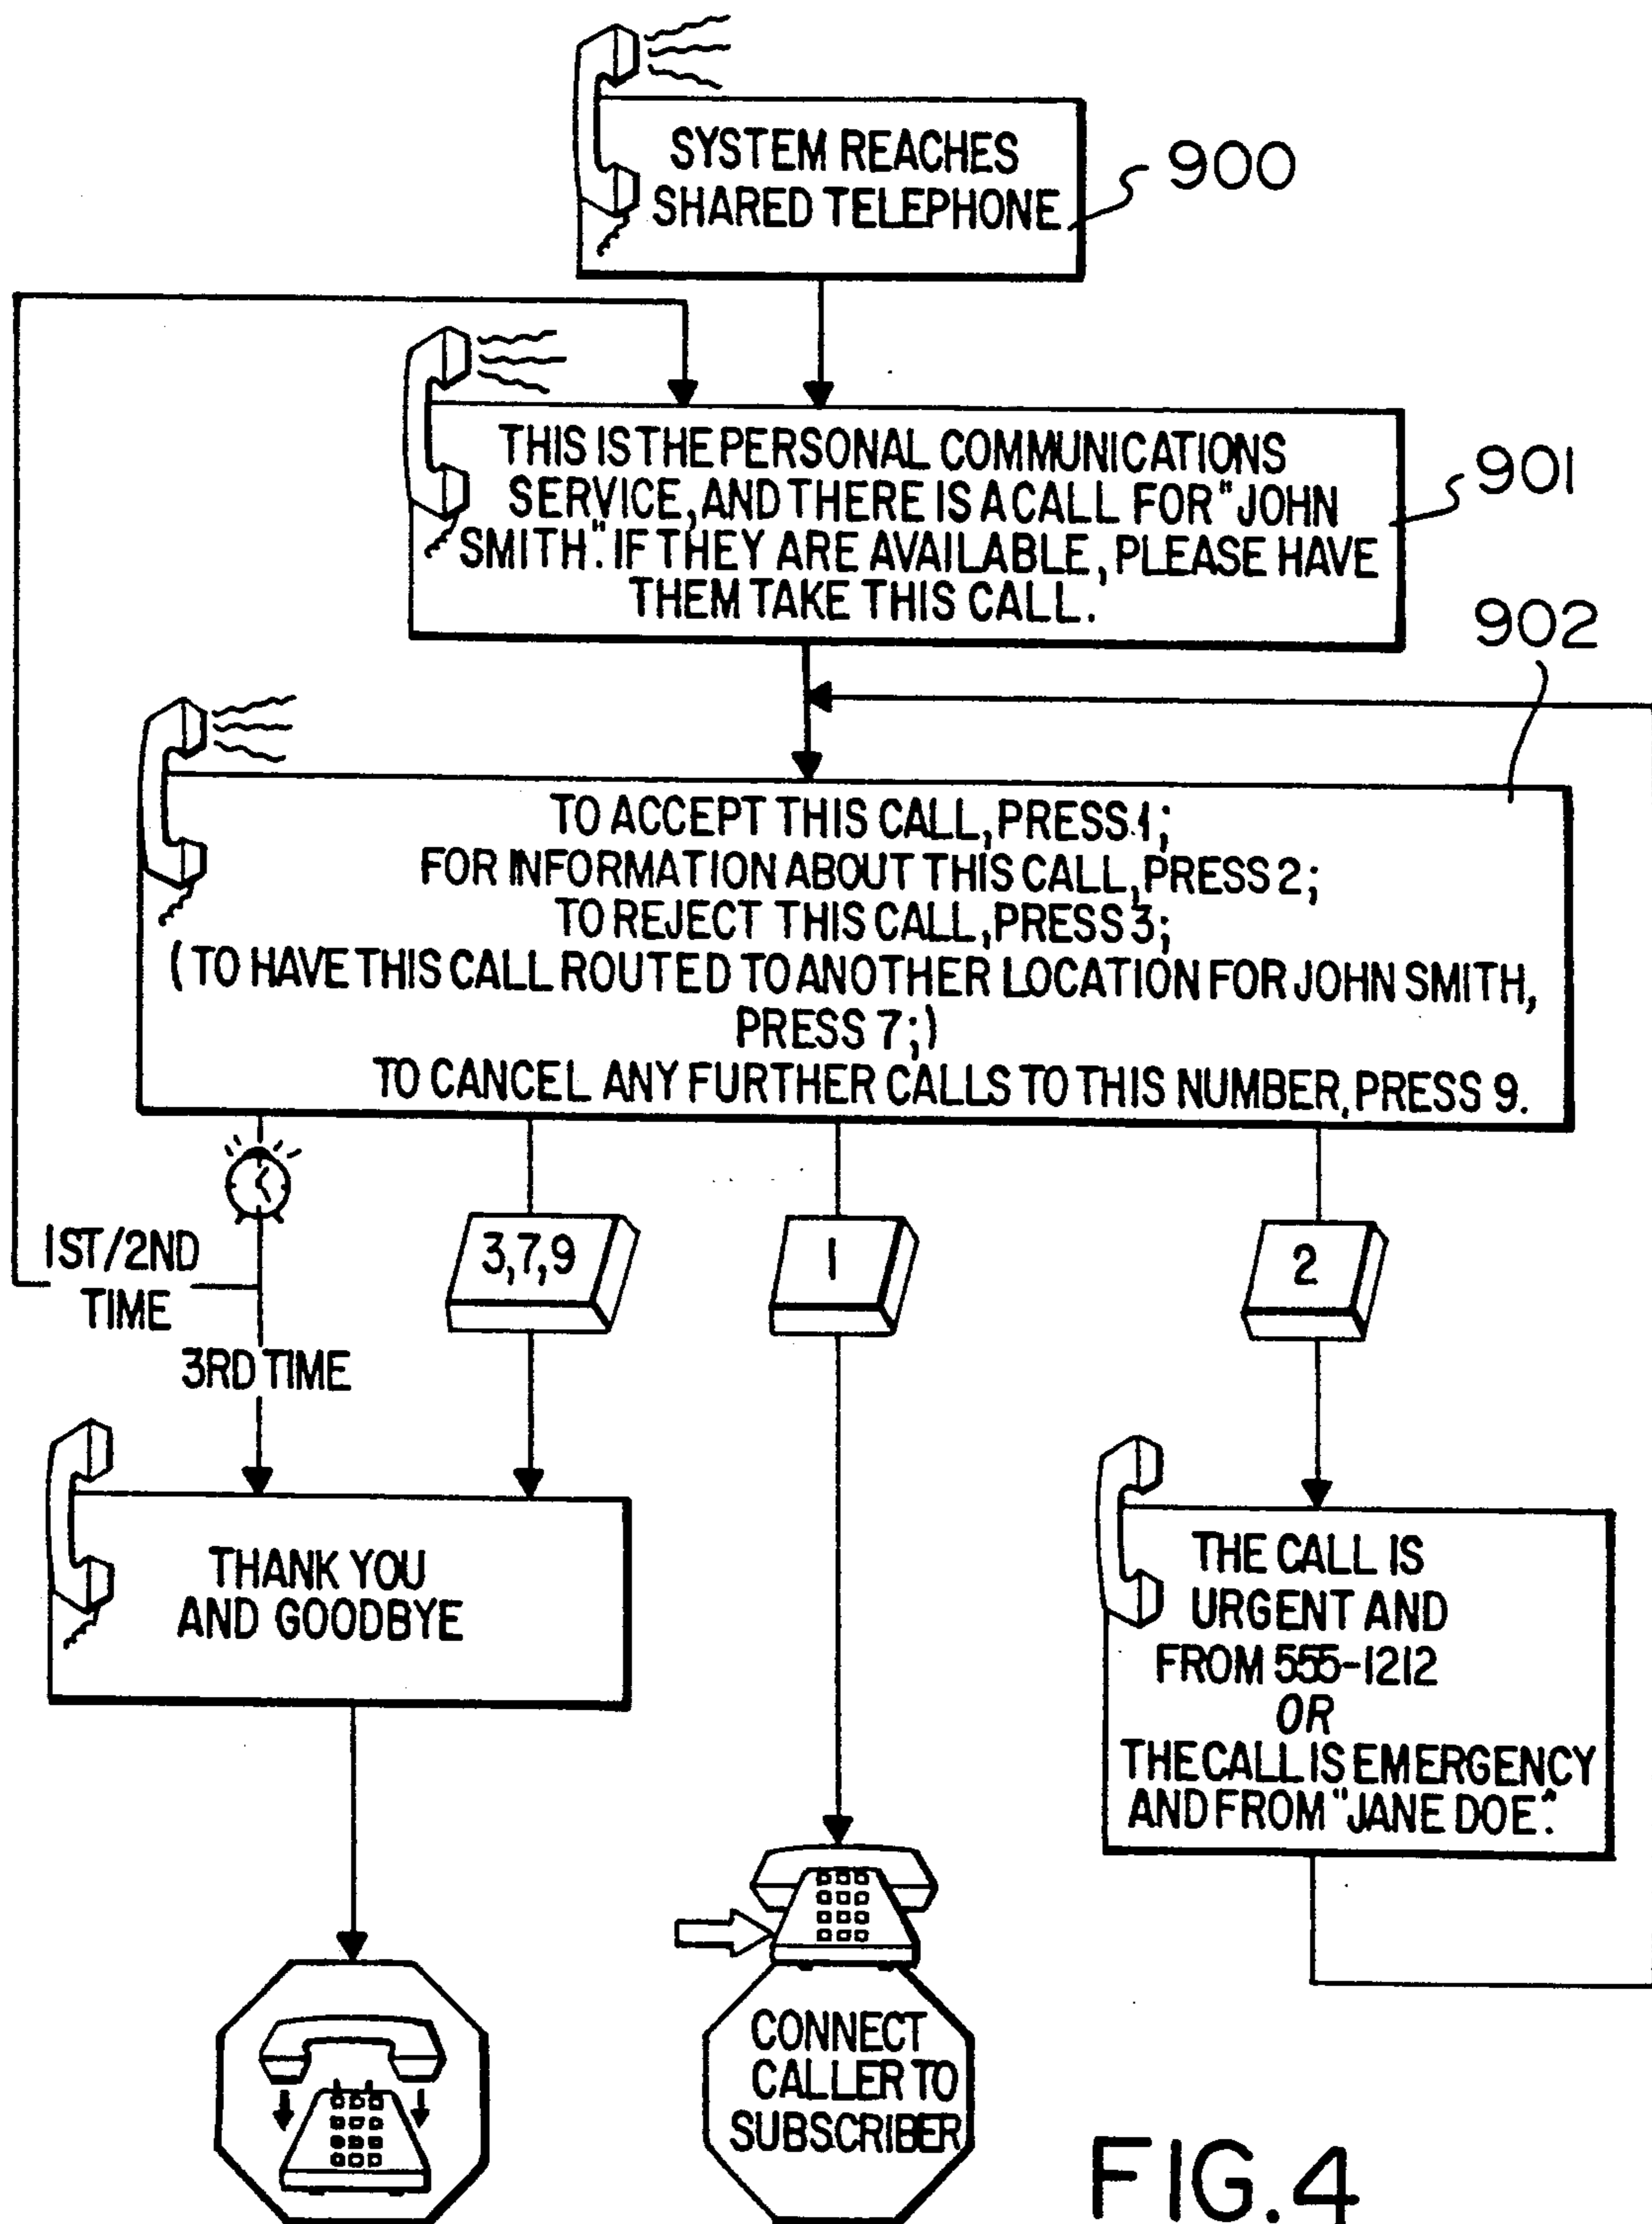 SYSTEM REACHES
SHARED TELEPHONE
900
THIS IS THE PERSONAL COMMUNICATIONS
SERVICE, AND THERE IS A CALL FOR "JOHN
SMITH". IF THEY ARE AVAILABLE, PLEASE HAVE
THEM TAKE THIS CALL.
901
902
TO ACCEPT THIS CALL, PRESS 1;
FOR INFORMATION ABOUT THIS CALL, PRESS 2;
TO REJECT THIS CALL, PRESS 3;
(TO HAVE THIS CALL ROUTED TO ANOTHER LOCATION FOR JOHN SMITH,
PRESS 7;)
TO CANCEL ANY FURTHER CALLS TO THIS NUMBER, PRESS 9.
1ST/2ND
TIME
3RD TIME
3,7,9
1
2
THANK YOU
AND GOODBYE
THE CALL IS
URGENT AND
FROM 555-1212
OR
THE CALL IS EMERGENCY
AND FROM "JANE DOE".
CONNECT
CALLER TO
SUBSCRIBER
FIG.4